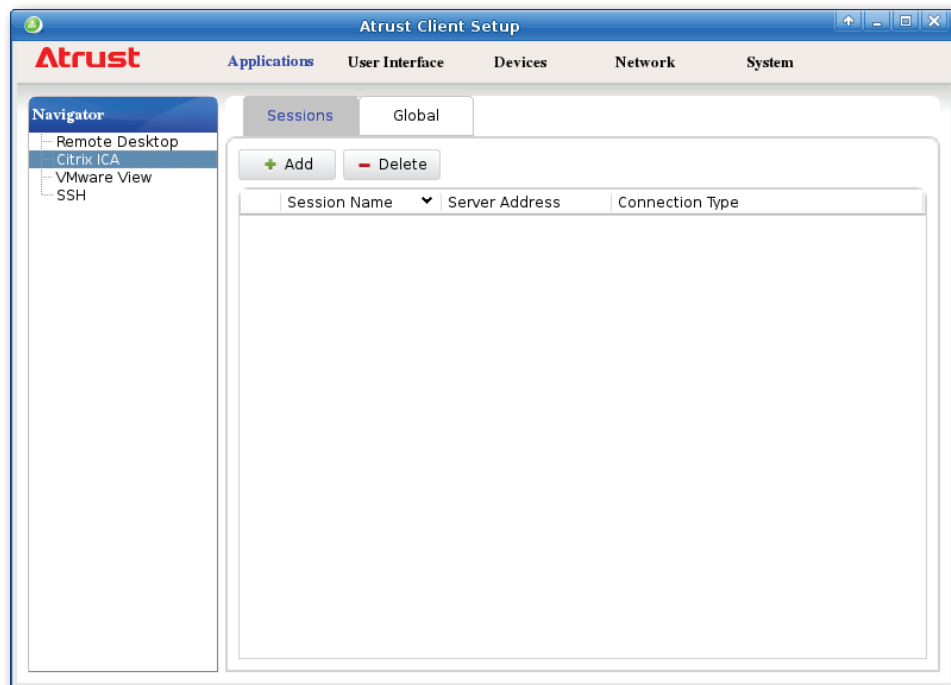 Atrust Client Setup
Atrust
Applications User Interface Devices Network System
Navigator
Remote Desktop
Citrix ICA
VMware View
SSH
Sessions Global
Add Delete
Session Name Server Address Connection Type